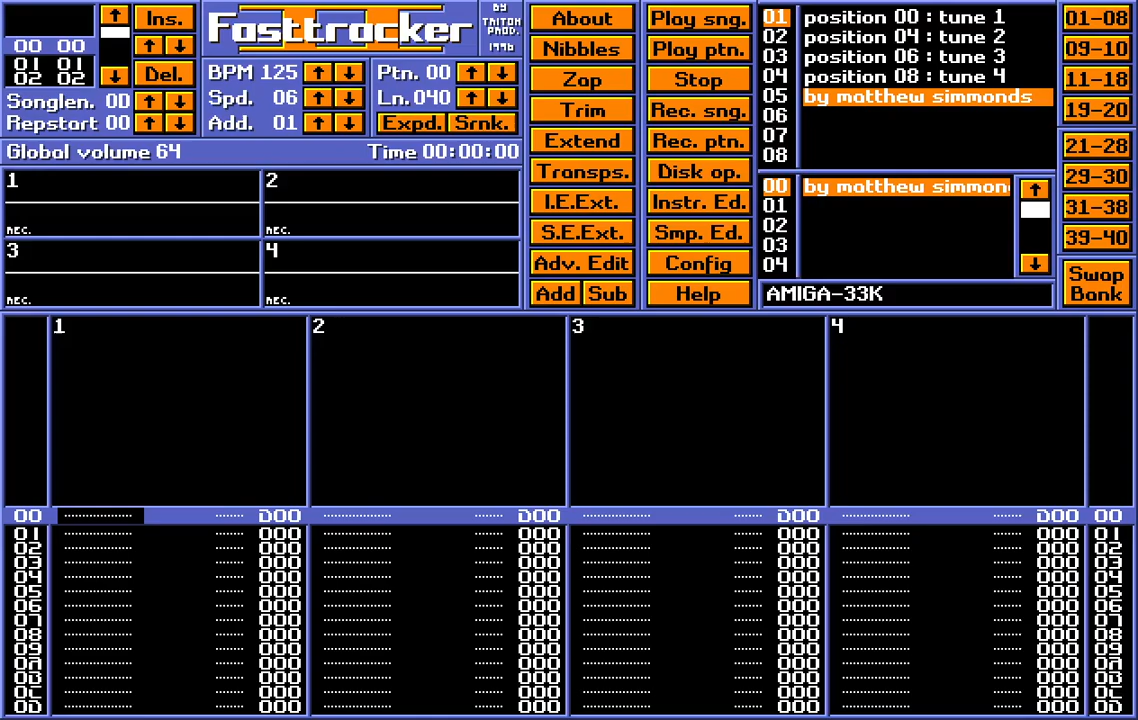 00 00
01 01
02 02
Ins.
Del.
Songlen. 0D
Repstart 00
Fasttracker
BY
TRITON
PROD.
1996
BPM 125
Spd. 06
Add. 01
Ptn. 00
Ln. 040
Expd. Srnk.
Global volume 64
Time 00:00:00
1
REC.
2
REC.
3
REC.
4
REC.
About
Nibbles
Zap
Trim
Extend
Transps.
I.E.Ext.
S.E.Ext.
Adv. Edit
Add Sub
Play sng.
Play ptn.
Stop
Rec. sng.
Rec. ptn.
Disk op.
Instr. Ed.
Smp. Ed.
Config
Help
01 position 00 : tune 1
02 position 04 : tune 2
03 position 06 : tune 3
04 position 08 : tune 4
05 by matthew simmonds
06
07
08
00 by matthew simmon
01
02
03
04
AMIGA-33K
01-08
09-10
11-18
19-20
21-28
29-30
31-38
39-40
Swap
Bank
1 2 3 4
00 D00 D00 D00 D00 00
01 000 000 000 000 01
02 000 000 000 000 02
03 000 000 000 000 03
04 000 000 000 000 04
05 000 000 000 000 05
06 000 000 000 000 06
07 000 000 000 000 07
08 000 000 000 000 08
09 000 000 000 000 09
0A 000 000 000 000 0A
0B 000 000 000 000 0B
0C 000 000 000 000 0C
0D 000 000 000 000 0D